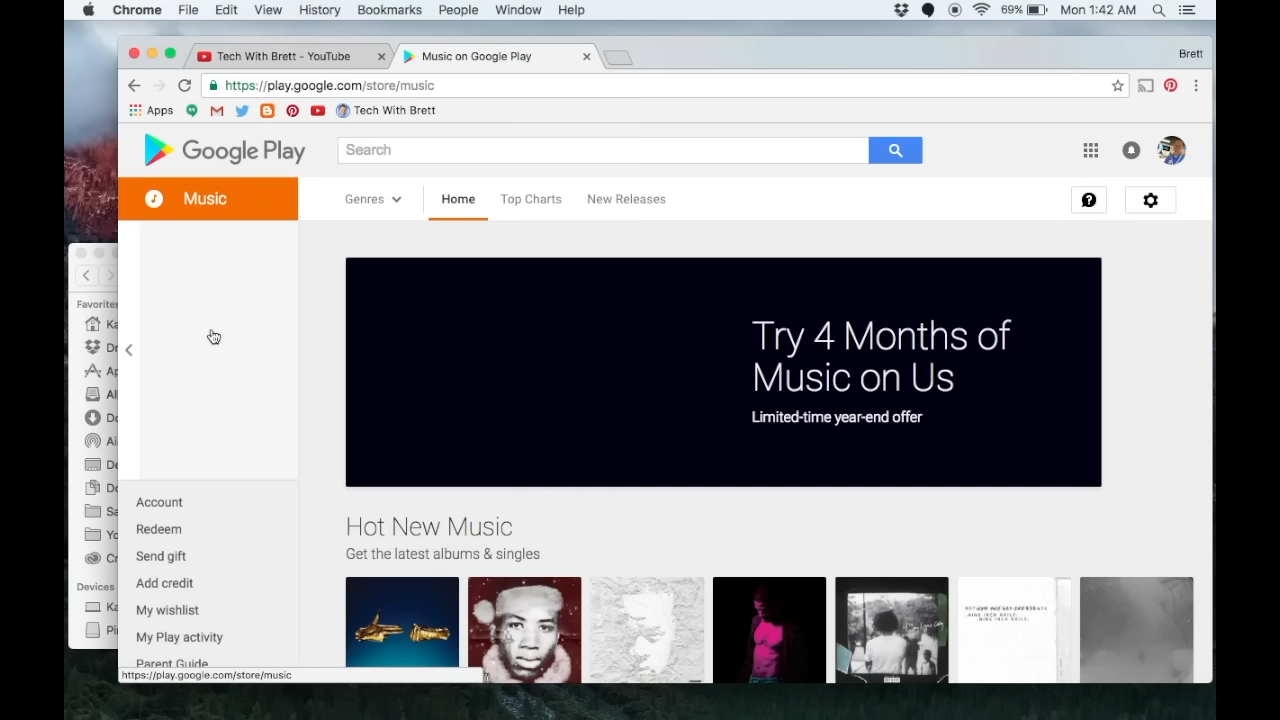 Chrome File Edit View History Bookmarks People Window Help 69% Mon 1:42 AM
Tech With Brett - YouTube Music on Google Play Brett
https://play.google.com/store/music
Apps Tech With Brett
Google Play Search
Music Genres Home Top Charts New Releases
Try 4 Months of
Music on Us
Limited-time year-end offer
Favorites
Account
Redeem
Send gift
Add credit
My wishlist
My Play activity
Parent Guide
Devices
Hot New Music
Get the latest albums & singles
https://play.google.com/store/music